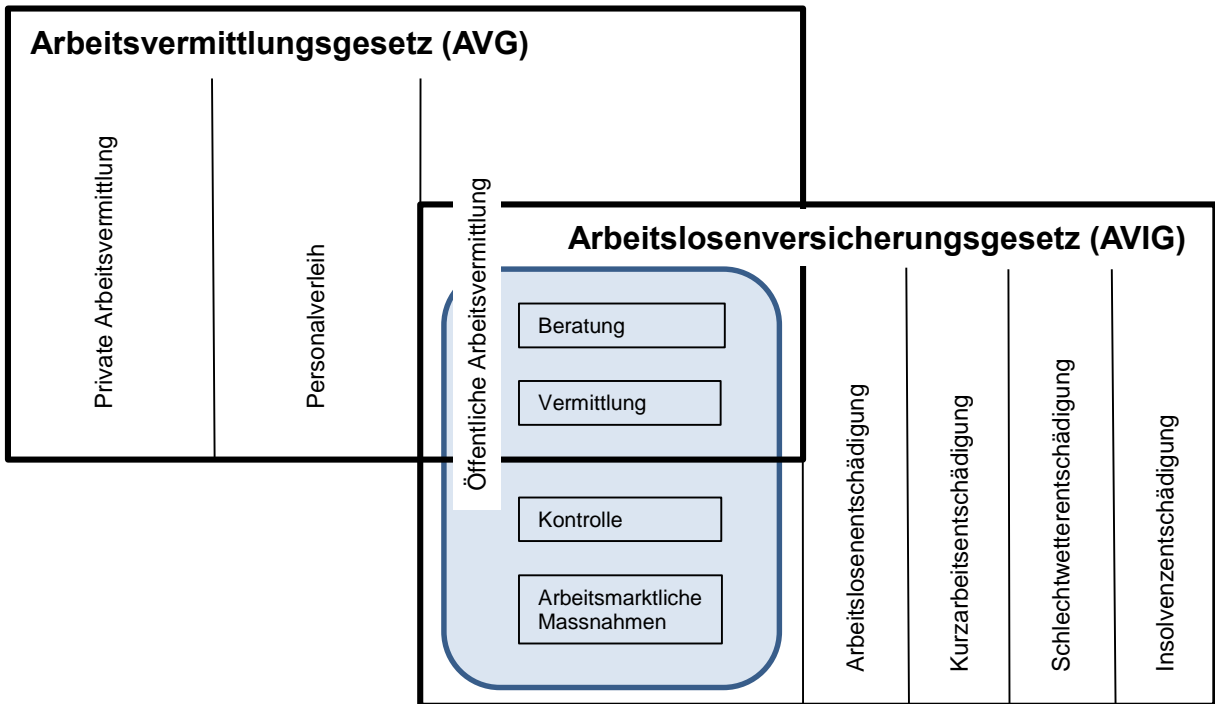 Arbeitsvermittlungsgesetz (AVG)
Private Arbeitsvermittlung
Personalverleih
Öffentliche Arbeitsvermittlung
Arbeitslosenversicherungsgesetz (AVIG)
Beratung
Vermittlung
Kontrolle
Arbeitsmarktliche
Massnahmen
Arbeitslosenentschädigung
Kurzarbeitsentschädigung
Schlechtwetterentschädigung
Insolvenzentschädigung